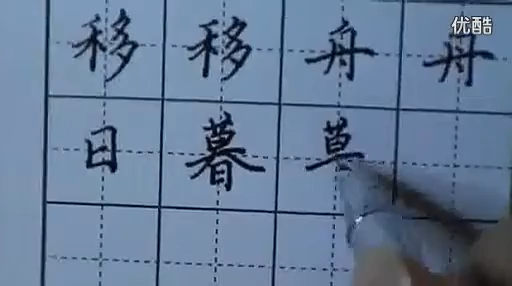 优酷
移 移 舟 舟
日 暮